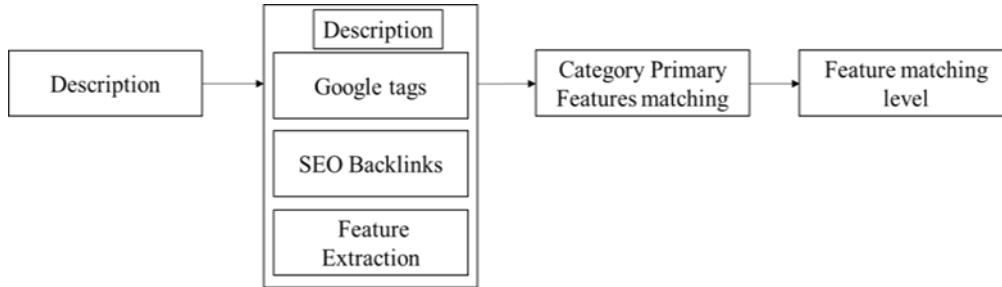 Description
Description
Google tags
SEO Backlinks
Feature
Extraction
Category Primary
Features matching
Feature matching
level